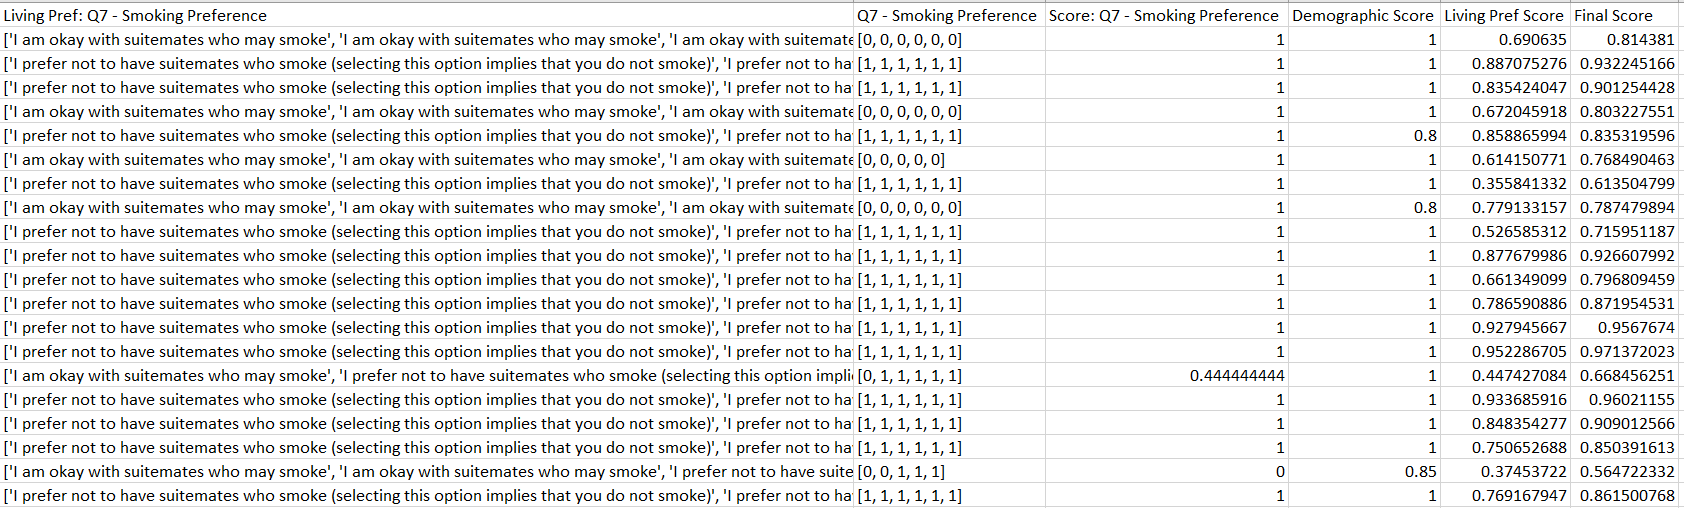 Living Pref: Q7 - Smoking Preference Q7 - Smoking Preference Score: Q7 - Smoking Preference Demographic Score Living Pref Score Final Score
['I am okay with suitemates who may smoke', 'I am okay with suitemates who may smoke', 'I am okay with suitemate [0, 0, 0, 0, 0, 0] 1 1 0.690635 0.814381
['I prefer not to have suitemates who smoke (selecting this option implies that you do not smoke)', 'I prefer not to ha [1, 1, 1, 1, 1, 1] 1 1 0.887075276 0.932245166
['I prefer not to have suitemates who smoke (selecting this option implies that you do not smoke)', 'I prefer not to ha [1, 1, 1, 1, 1, 1] 1 1 0.835424047 0.901254428
['I am okay with suitemates who may smoke', 'I am okay with suitemates who may smoke', 'I am okay with suitemate [0, 0, 0, 0, 0, 0] 1 1 0.672045918 0.803227551
['I prefer not to have suitemates who smoke (selecting this option implies that you do not smoke)', 'I prefer not to ha [1, 1, 1, 1, 1, 1] 1 0.8 0.858865994 0.835319596
['I am okay with suitemates who may smoke', 'I am okay with suitemates who may smoke', 'I am okay with suitemate [0, 0, 0, 0, 0] 1 1 0.614150771 0.768490463
['I prefer not to have suitemates who smoke (selecting this option implies that you do not smoke)', 'I prefer not to ha [1, 1, 1, 1, 1, 1] 1 1 0.355841332 0.613504799
['I am okay with suitemates who may smoke', 'I am okay with suitemates who may smoke', 'I am okay with suitemate [0, 0, 0, 0, 0, 0] 1 0.8 0.779133157 0.787479894
['I prefer not to have suitemates who smoke (selecting this option implies that you do not smoke)', 'I prefer not to ha [1, 1, 1, 1, 1, 1] 1 1 0.526585312 0.715951187
['I prefer not to have suitemates who smoke (selecting this option implies that you do not smoke)', 'I prefer not to ha [1, 1, 1, 1, 1, 1] 1 1 0.877679986 0.926607992
['I prefer not to have suitemates who smoke (selecting this option implies that you do not smoke)', 'I prefer not to ha [1, 1, 1, 1, 1, 1] 1 1 0.661349099 0.796809459
['I prefer not to have suitemates who smoke (selecting this option implies that you do not smoke)', 'I prefer not to ha [1, 1, 1, 1, 1, 1] 1 1 0.786590886 0.871954531
['I prefer not to have suitemates who smoke (selecting this option implies that you do not smoke)', 'I prefer not to ha [1, 1, 1, 1, 1, 1] 1 1 0.927945667 0.9567674
['I prefer not to have suitemates who smoke (selecting this option implies that you do not smoke)', 'I prefer not to ha [1, 1, 1, 1, 1, 1] 1 1 0.952286705 0.971372023
['I am okay with suitemates who may smoke', 'I prefer not to have suitemates who smoke (selecting this option impli [0, 1, 1, 1, 1, 1] 0.444444444 1 0.447427084 0.668456251
['I prefer not to have suitemates who smoke (selecting this option implies that you do not smoke)', 'I prefer not to ha [1, 1, 1, 1, 1, 1] 1 1 0.933685916 0.96021155
['I prefer not to have suitemates who smoke (selecting this option implies that you do not smoke)', 'I prefer not to ha [1, 1, 1, 1, 1, 1] 1 1 0.848354277 0.909012566
['I prefer not to have suitemates who smoke (selecting this option implies that you do not smoke)', 'I prefer not to ha [1, 1, 1, 1, 1, 1] 1 1 0.750652688 0.850391613
['I am okay with suitemates who may smoke', 'I am okay with suitemates who may smoke', 'I prefer not to have suite [0, 0, 1, 1, 1] 0 0.85 0.37453722 0.564722332
['I prefer not to have suitemates who smoke (selecting this option implies that you do not smoke)', 'I prefer not to ha [1, 1, 1, 1, 1, 1] 1 1 0.769167947 0.861500768